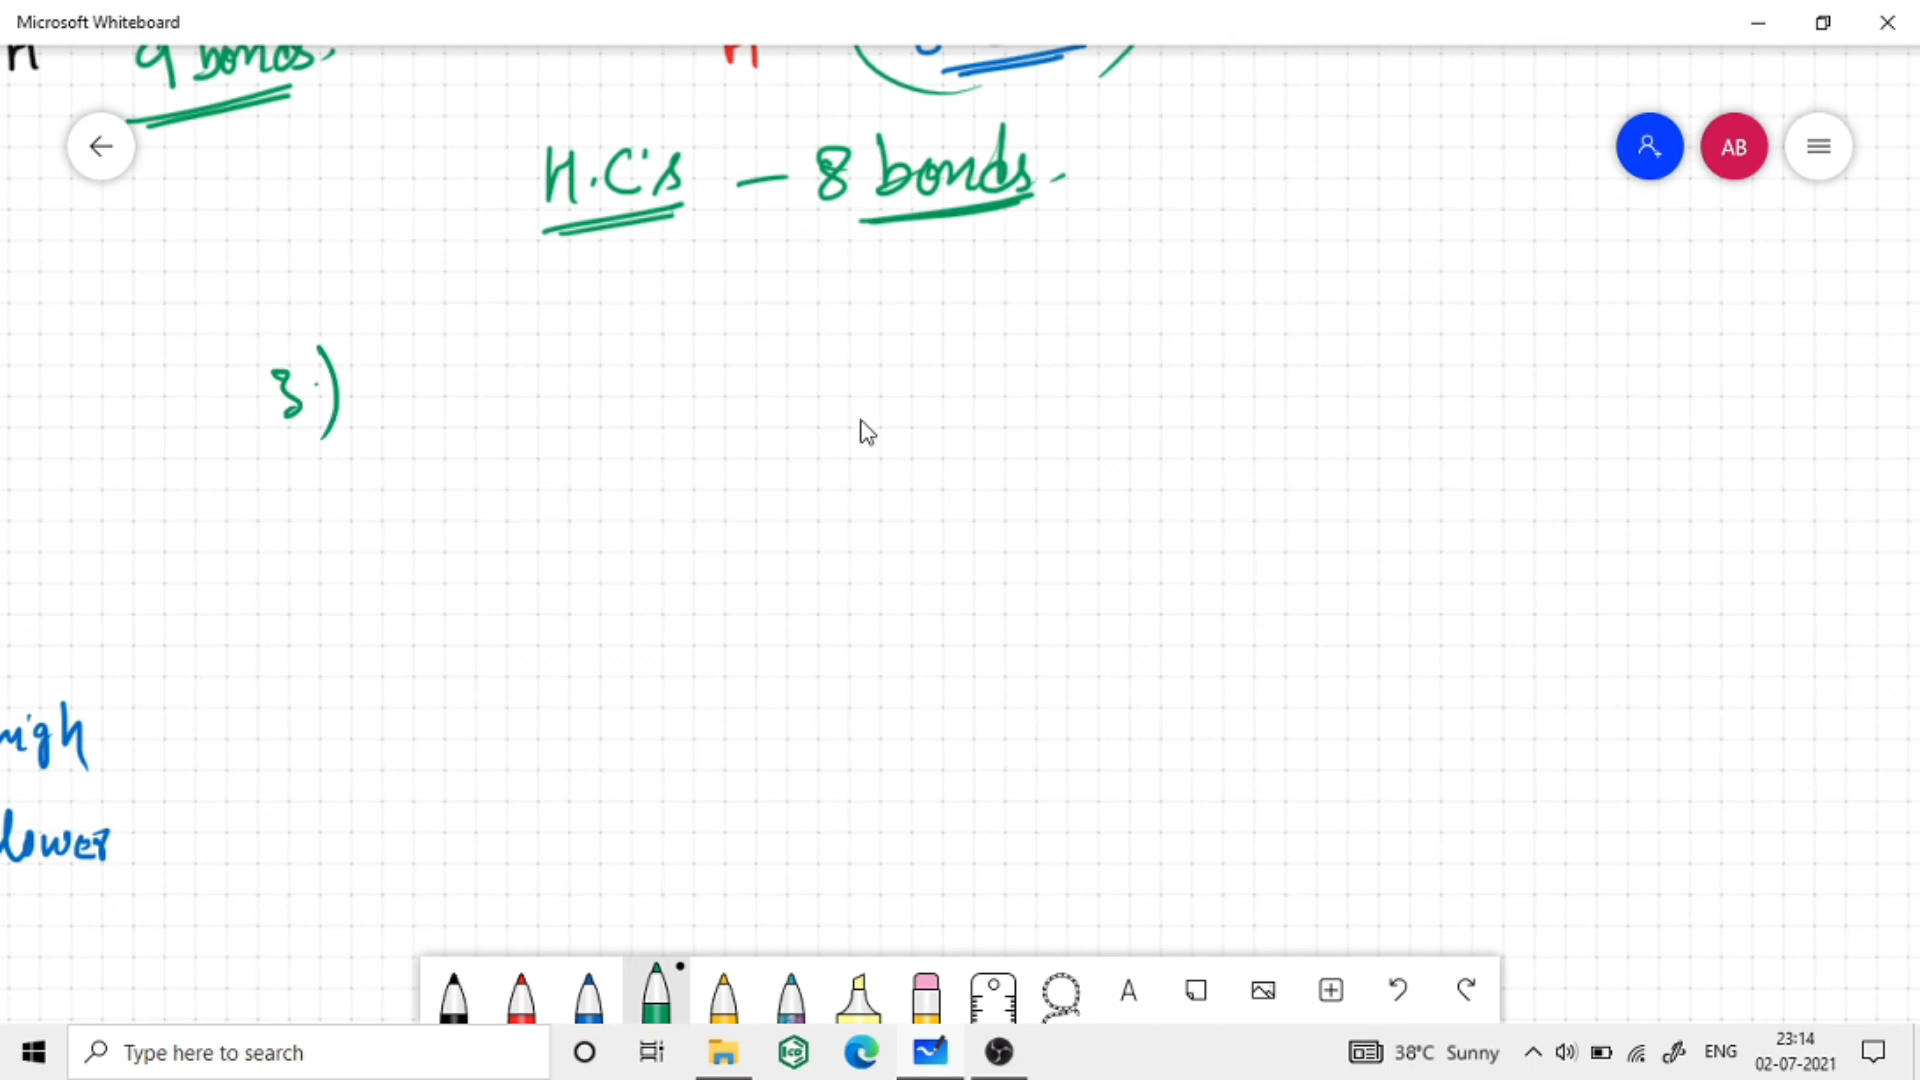 Microsoft Whiteboard
H 9 bonds.
H
H.C's - 8 bonds.
AB
3.)
high
lower
A
Type here to search
38°C Sunny
ENG
23:14
02-07-2021